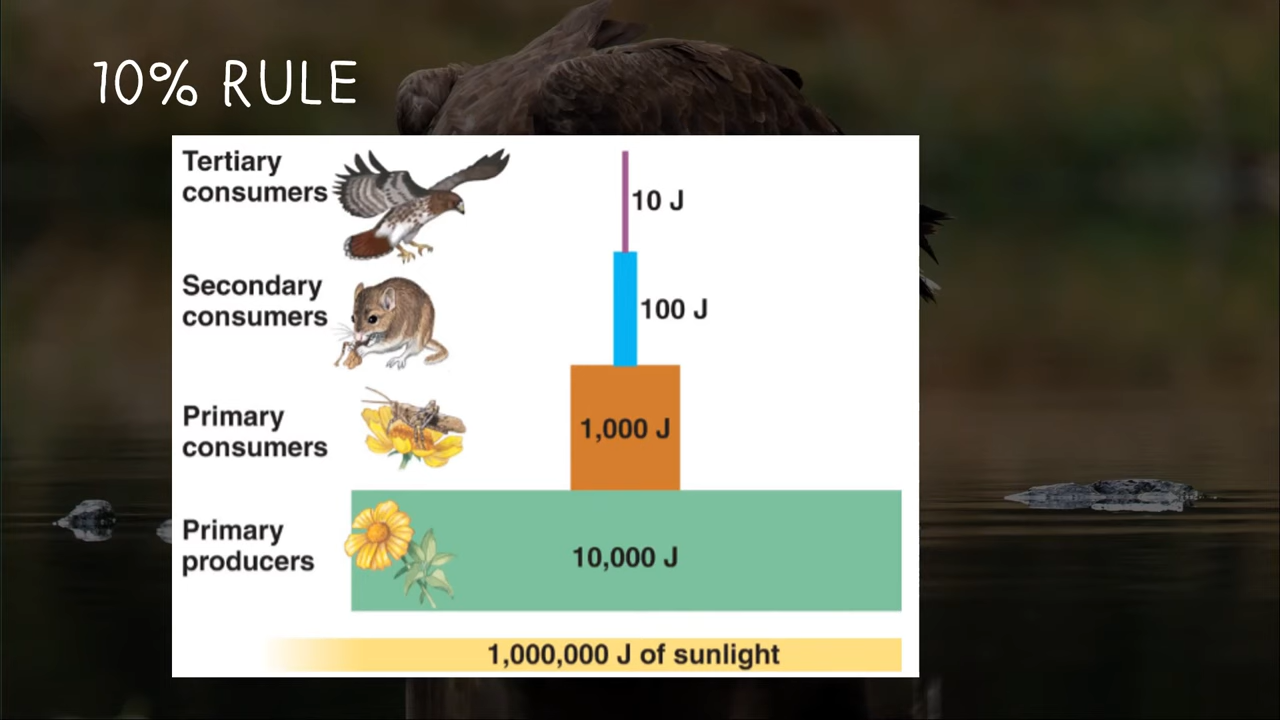 10% RULE
Tertiary
consumers
10 J
Secondary
consumers
100 J
Primary
consumers
1,000 J
Primary
producers
10,000 J
1,000,000 J of sunlight